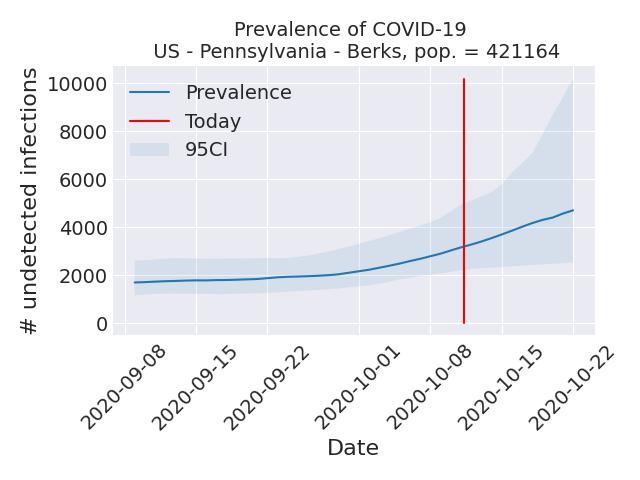 Prevalence of COVID-19
US - Pennsylvania - Berks, pop. = 421164
# undetected infections
10000
8000
6000
4000
2000
0
Prevalence
Today
95CI
2020-09-08
2020-09-15
2020-09-22
2020-10-01
2020-10-08
2020-10-15
2020-10-22
Date